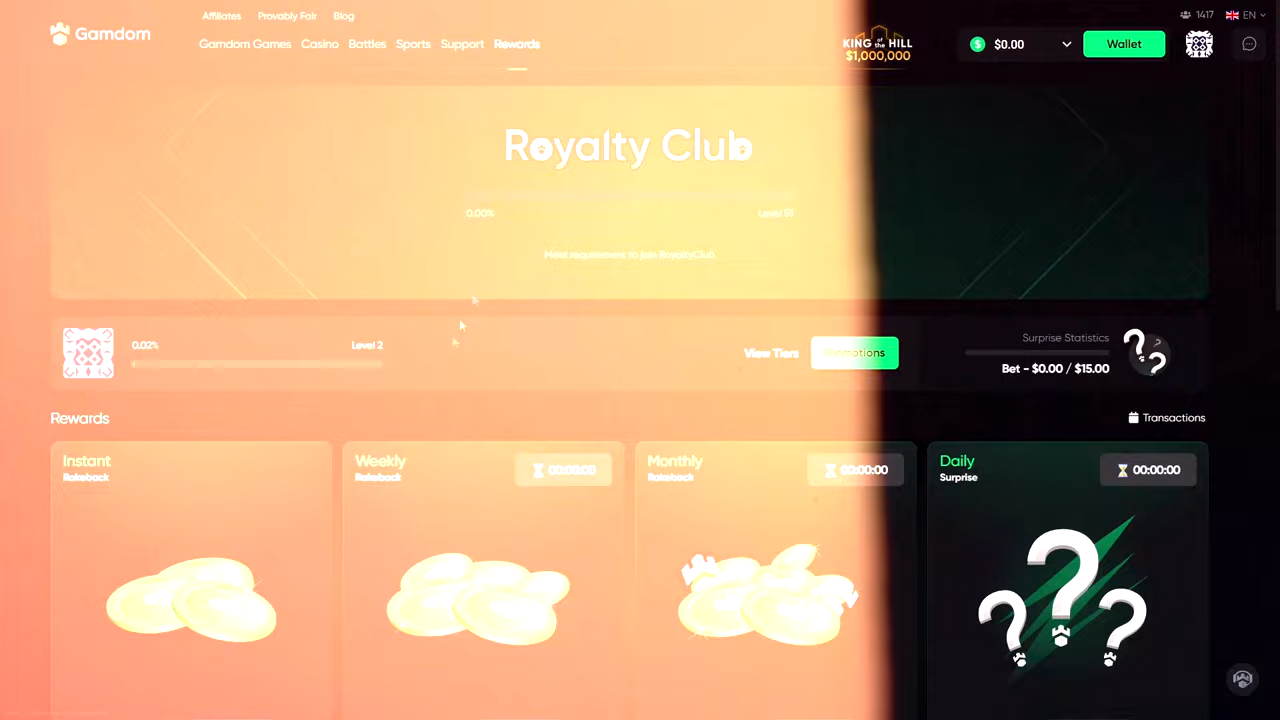 Affiliates Provably Fair Blog
1417 EN
Gamdom
Gamdom Games Casino Battles Sports Support Rewards
KING of the HILL
$1,000,000
$0.00
Wallet
Royalty Club
0.00% Level 51
Meet requirement to join RoyaltyClub.
0.02% Level 2
View Tiers
Promotions
Surprise Statistics
Bet - $0.00 / $15.00
Rewards
Transactions
Instant
Rakeback
Weekly
Rakeback
00:00:00
Monthly
Rakeback
00:00:00
Daily
Surprise
00:00:00